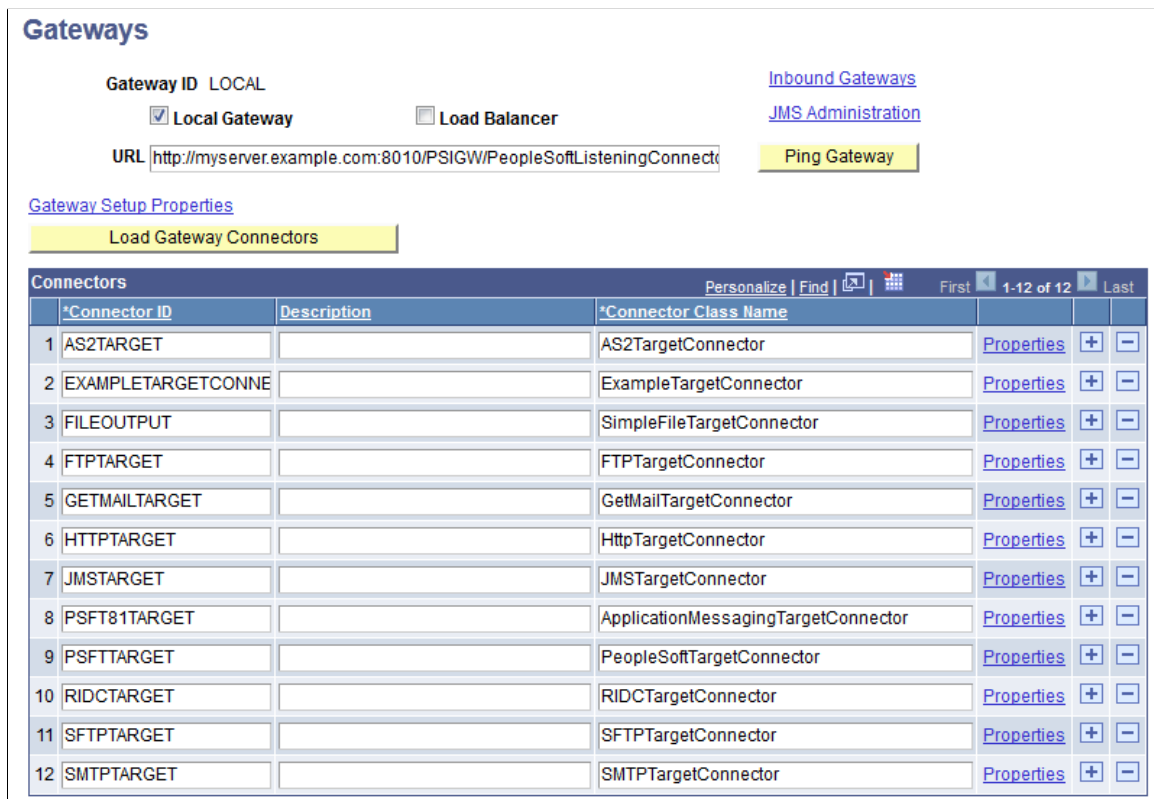 Gateways
Gateway ID LOCAL
Inbound Gateways
Local Gateway Load Balancer
JMS Administration
URL http://myserver.example.com:8010/PSIGW/PeopleSoftListeningConnecto
Ping Gateway
Gateway Setup Properties
Load Gateway Connectors
Connectors Personalize | Find | | First 1-12 of 12 Last
*Connector ID Description *Connector Class Name
1 AS2TARGET AS2TargetConnector Properties
2 EXAMPLETARGETCONNE ExampleTargetConnector Properties
3 FILEOUTPUT SimpleFileTargetConnector Properties
4 FTPTARGET FTPTargetConnector Properties
5 GETMAILTARGET GetMailTargetConnector Properties
6 HTTPTARGET HttpTargetConnector Properties
7 JMSTARGET JMSTargetConnector Properties
8 PSFT81TARGET ApplicationMessagingTargetConnector Properties
9 PSFTTARGET PeopleSoftTargetConnector Properties
10 RIDCTARGET RIDCTargetConnector Properties
11 SFTPTARGET SFTPTargetConnector Properties
12 SMTPTARGET SMTPTargetConnector Properties